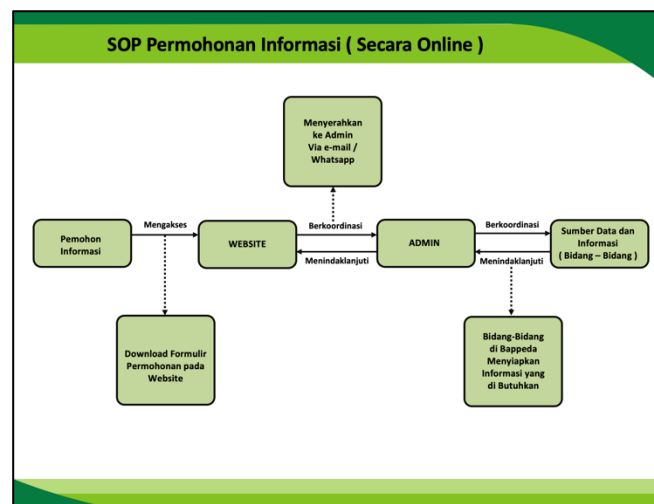 SOP Permohonan Informasi ( Secara Online )
Menyerahkan
ke Admin
Via e-mail /
Whatsapp
Pemohon
Informasi
Mengakses
WEBSITE
Berkoordinasi
Menindaklanjuti
ADMIN
Berkoordinasi
Menindaklanjuti
Sumber Data dan
Informasi
( Bidang – Bidang )
Download Formulir
Permohonan pada
Website
Bidang-Bidang
di Bappeda
Menyiapkan
Informasi yang
di Butuhkan